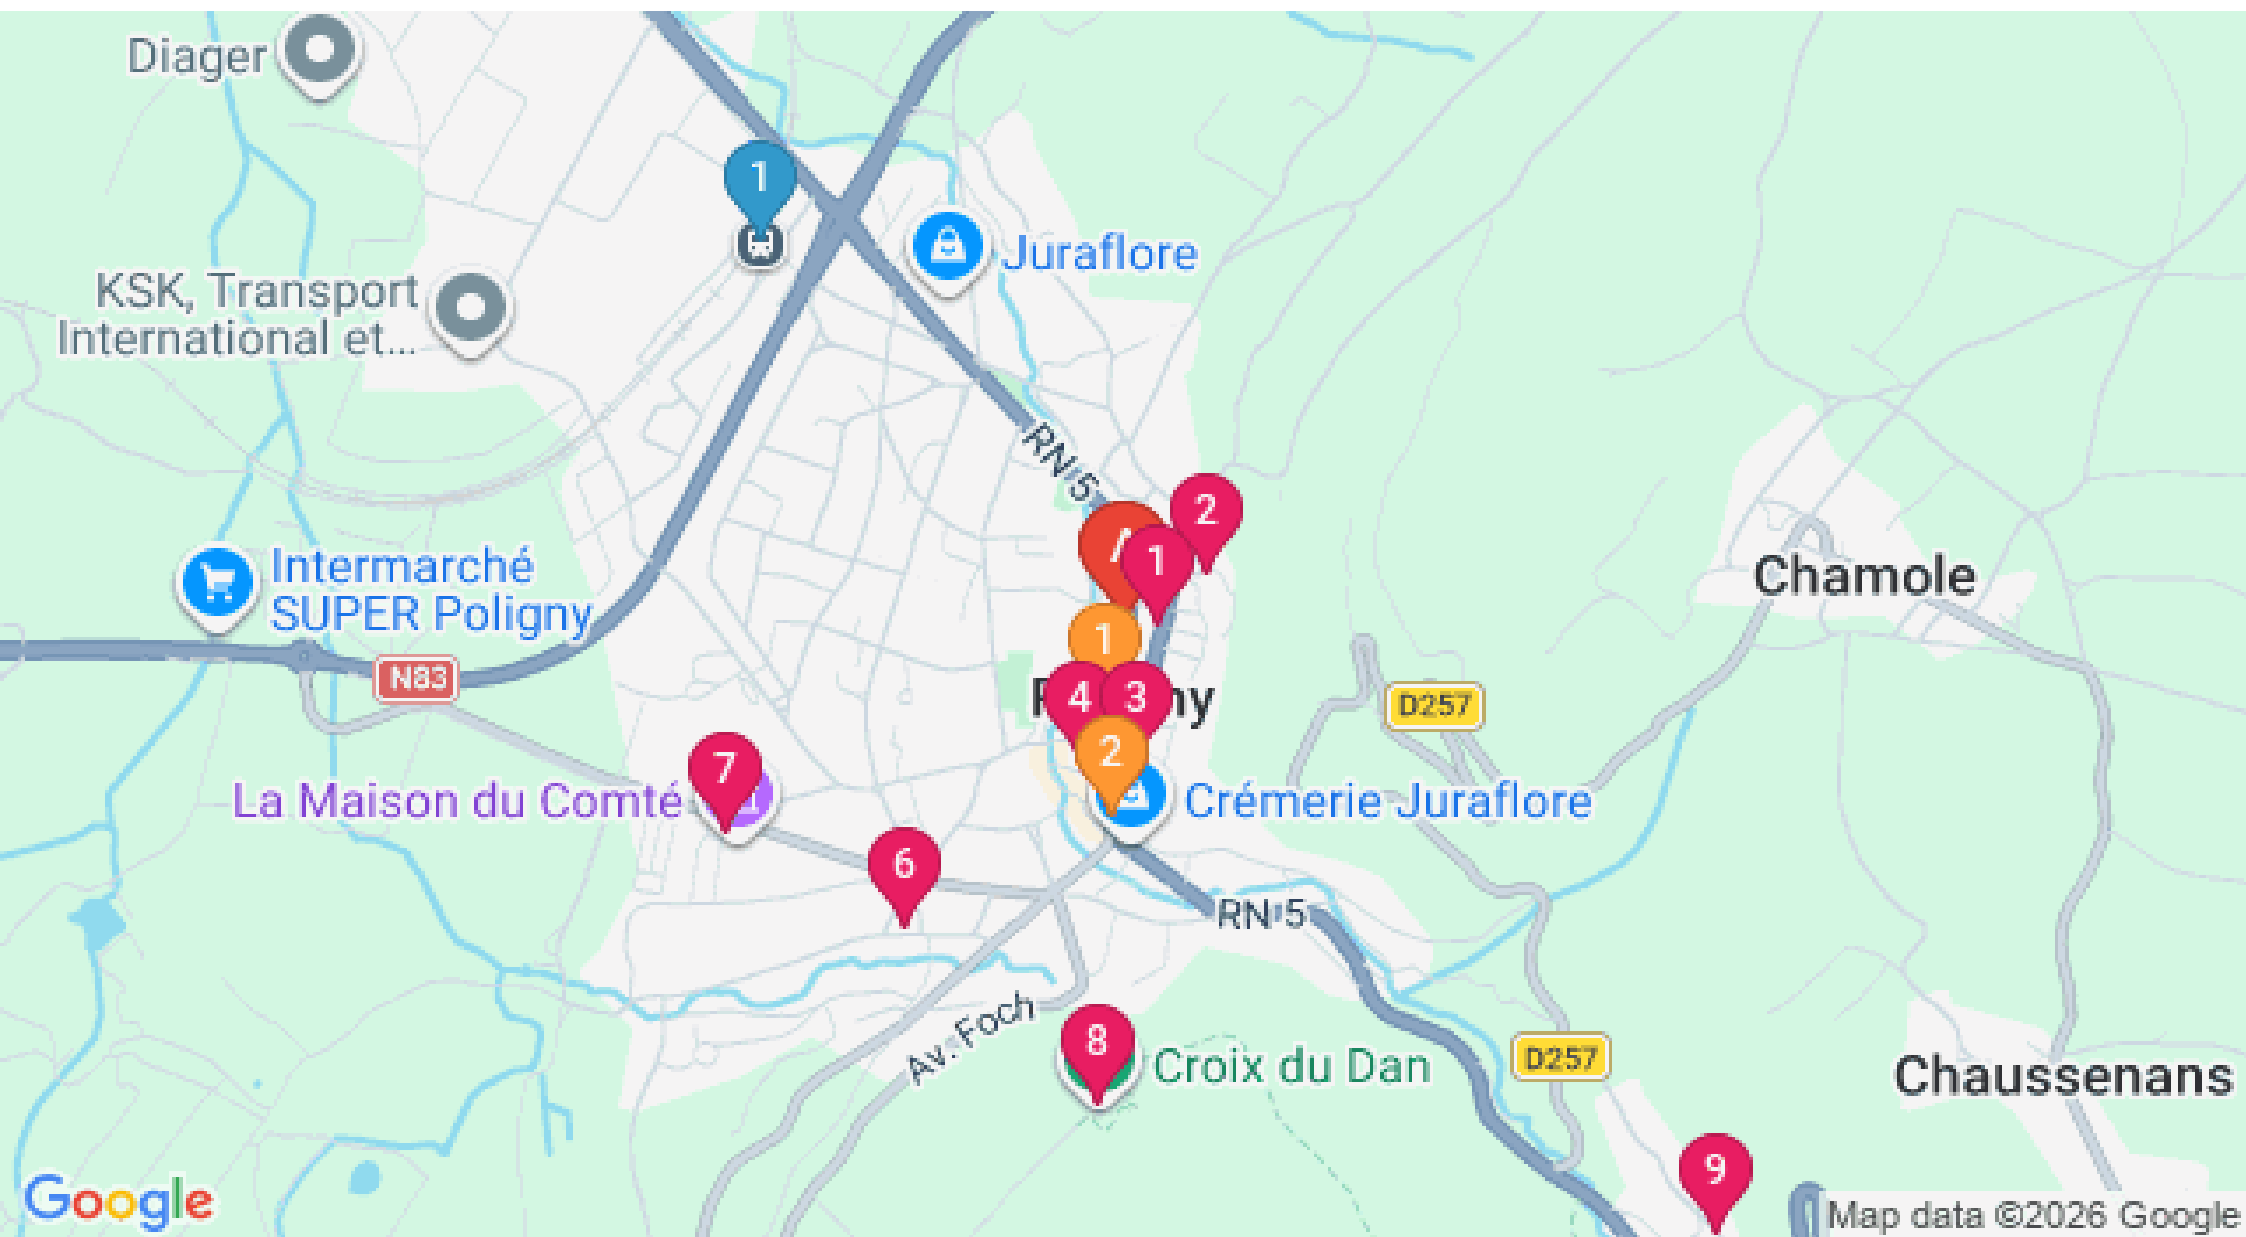 Diager
1
Juraflore
KSK, Transport
International et...
RN 5
2
1
Intermarché
SUPER Poligny
Chamole
1
N83
4
3
D257
2
7
La Maison du Comté
Crémerie Juraflore
6
RN 5
Av. Foch
8
Croix du Dan
D257
Chaussenans
9
Google
Map data ©2026 Google